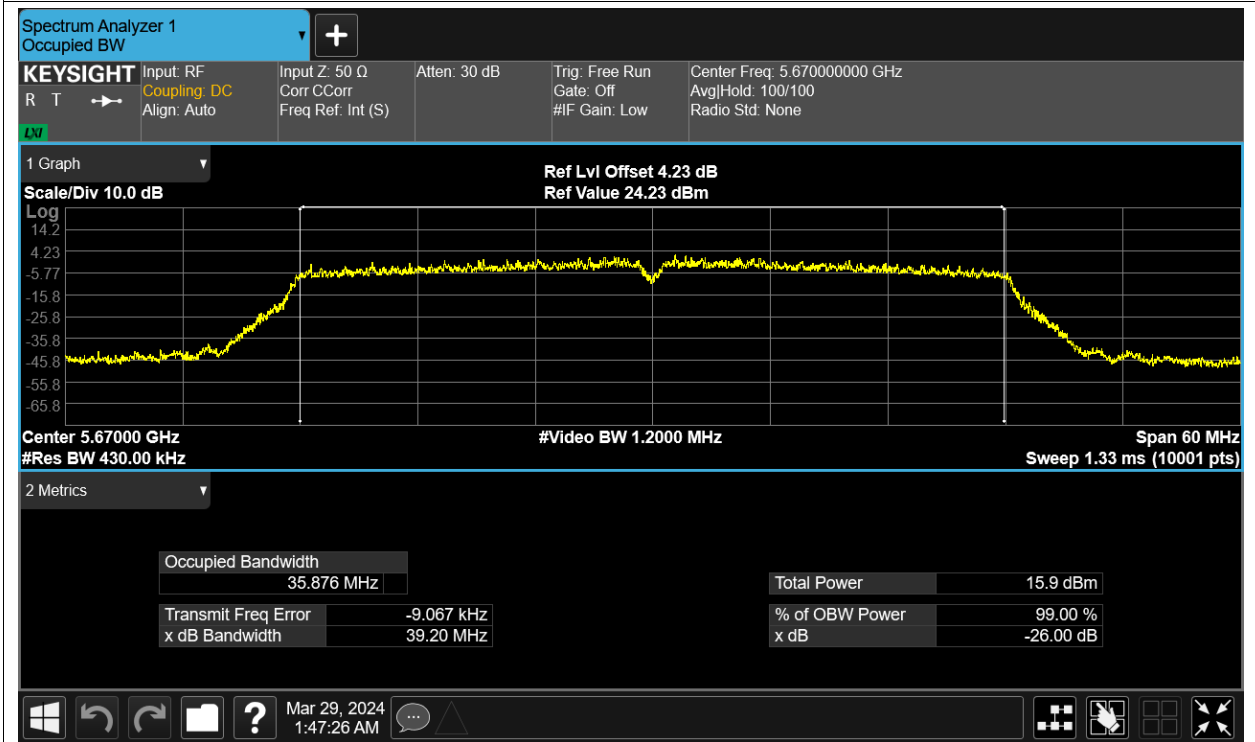 Spectrum Analyzer 1
Occupied BW
KEYSIGHT
R T
LXI
Input: RF
Coupling: DC
Align: Auto
Input Z: 50 Ω
Corr CCorr
Freq Ref: Int (S)
Atten: 30 dB
Trig: Free Run
Gate: Off
#IF Gain: Low
Center Freq: 5.670000000 GHz
Avg|Hold: 100/100
Radio Std: None
1 Graph
Scale/Div 10.0 dB
Ref Lvl Offset 4.23 dB
Ref Value 24.23 dBm
Log
14.2
4.23
-5.77
-15.8
-25.8
-35.8
-45.8
-55.8
-65.8
Center 5.67000 GHz
#Video BW 1.2000 MHz
Span 60 MHz
#Res BW 430.00 kHz
Sweep 1.33 ms (10001 pts)
2 Metrics
Occupied Bandwidth
35.876 MHz
Total Power 15.9 dBm
Transmit Freq Error -9.067 kHz
% of OBW Power 99.00 %
x dB Bandwidth 39.20 MHz
x dB -26.00 dB
?
Mar 29, 2024
1:47:26 AM